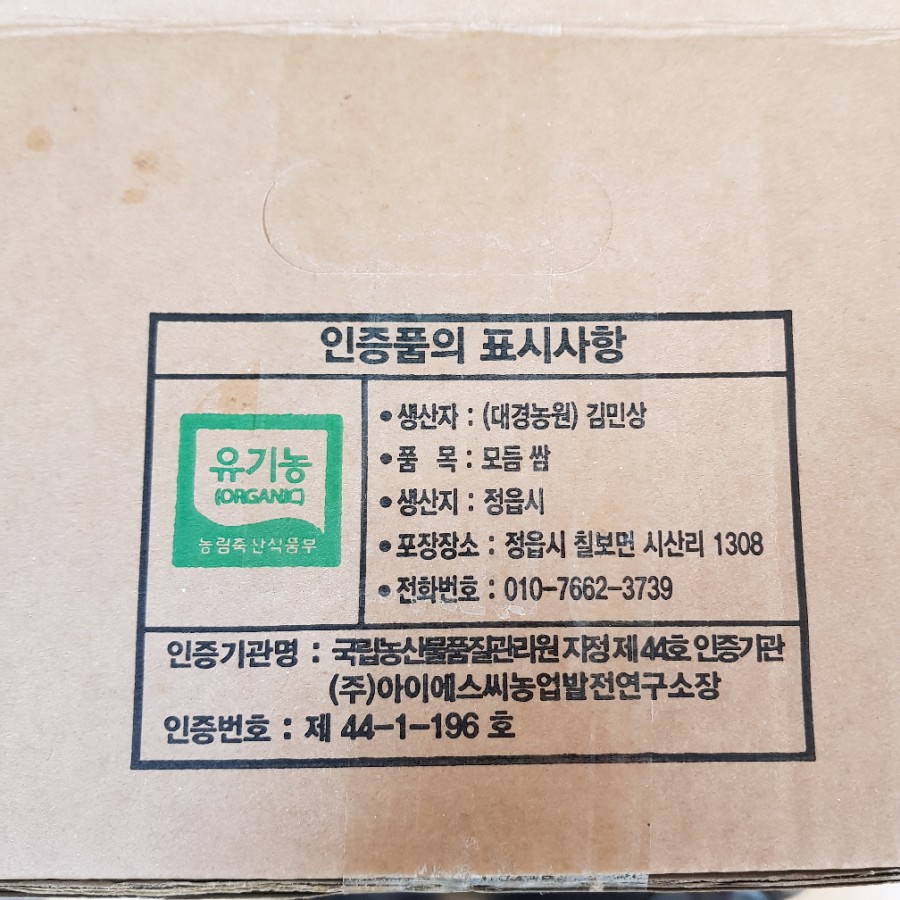 인증품의 표시사항
유기농
(ORGANIC)
농림축산식품부
• 생산자 : (대경농원) 김민상
• 품 목 : 모듬 쌈
• 생산지 : 정읍시
• 포장장소 : 정읍시 칠보면 시산리 1308
• 전화번호 : 010-7662-3739
인증기관명 : 국립농산물품질관리원 지정 제 44호 인증기관
(주)아이에스씨농업발전연구소장
인증번호 : 제 44-1-196 호